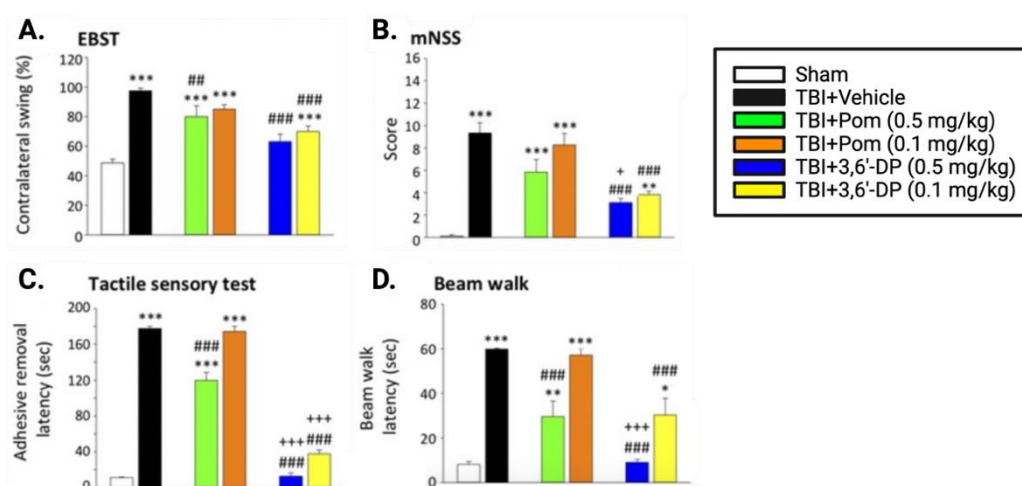 A.
EBST
Contralateral swing (%)
120
100
80
60
40
20
0
***
##
***
***
###
###
***
B.
mNSS
Score
16
14
12
10
8
6
4
2
0
***
***
***
+
###
###
**
Sham
TBI+Vehicle
TBI+Pom (0.5 mg/kg)
TBI+Pom (0.1 mg/kg)
TBI+3,6'-DP (0.5 mg/kg)
TBI+3,6'-DP (0.1 mg/kg)
C.
Tactile sensory test
Adhesive removal
latency (sec)
200
160
120
80
40
0
***
###
***
***
+++
###
+++
###
D.
Beam walk
Beam walk
latency (sec)
80
60
40
20
0
***
###
**
***
+++
###
###
*